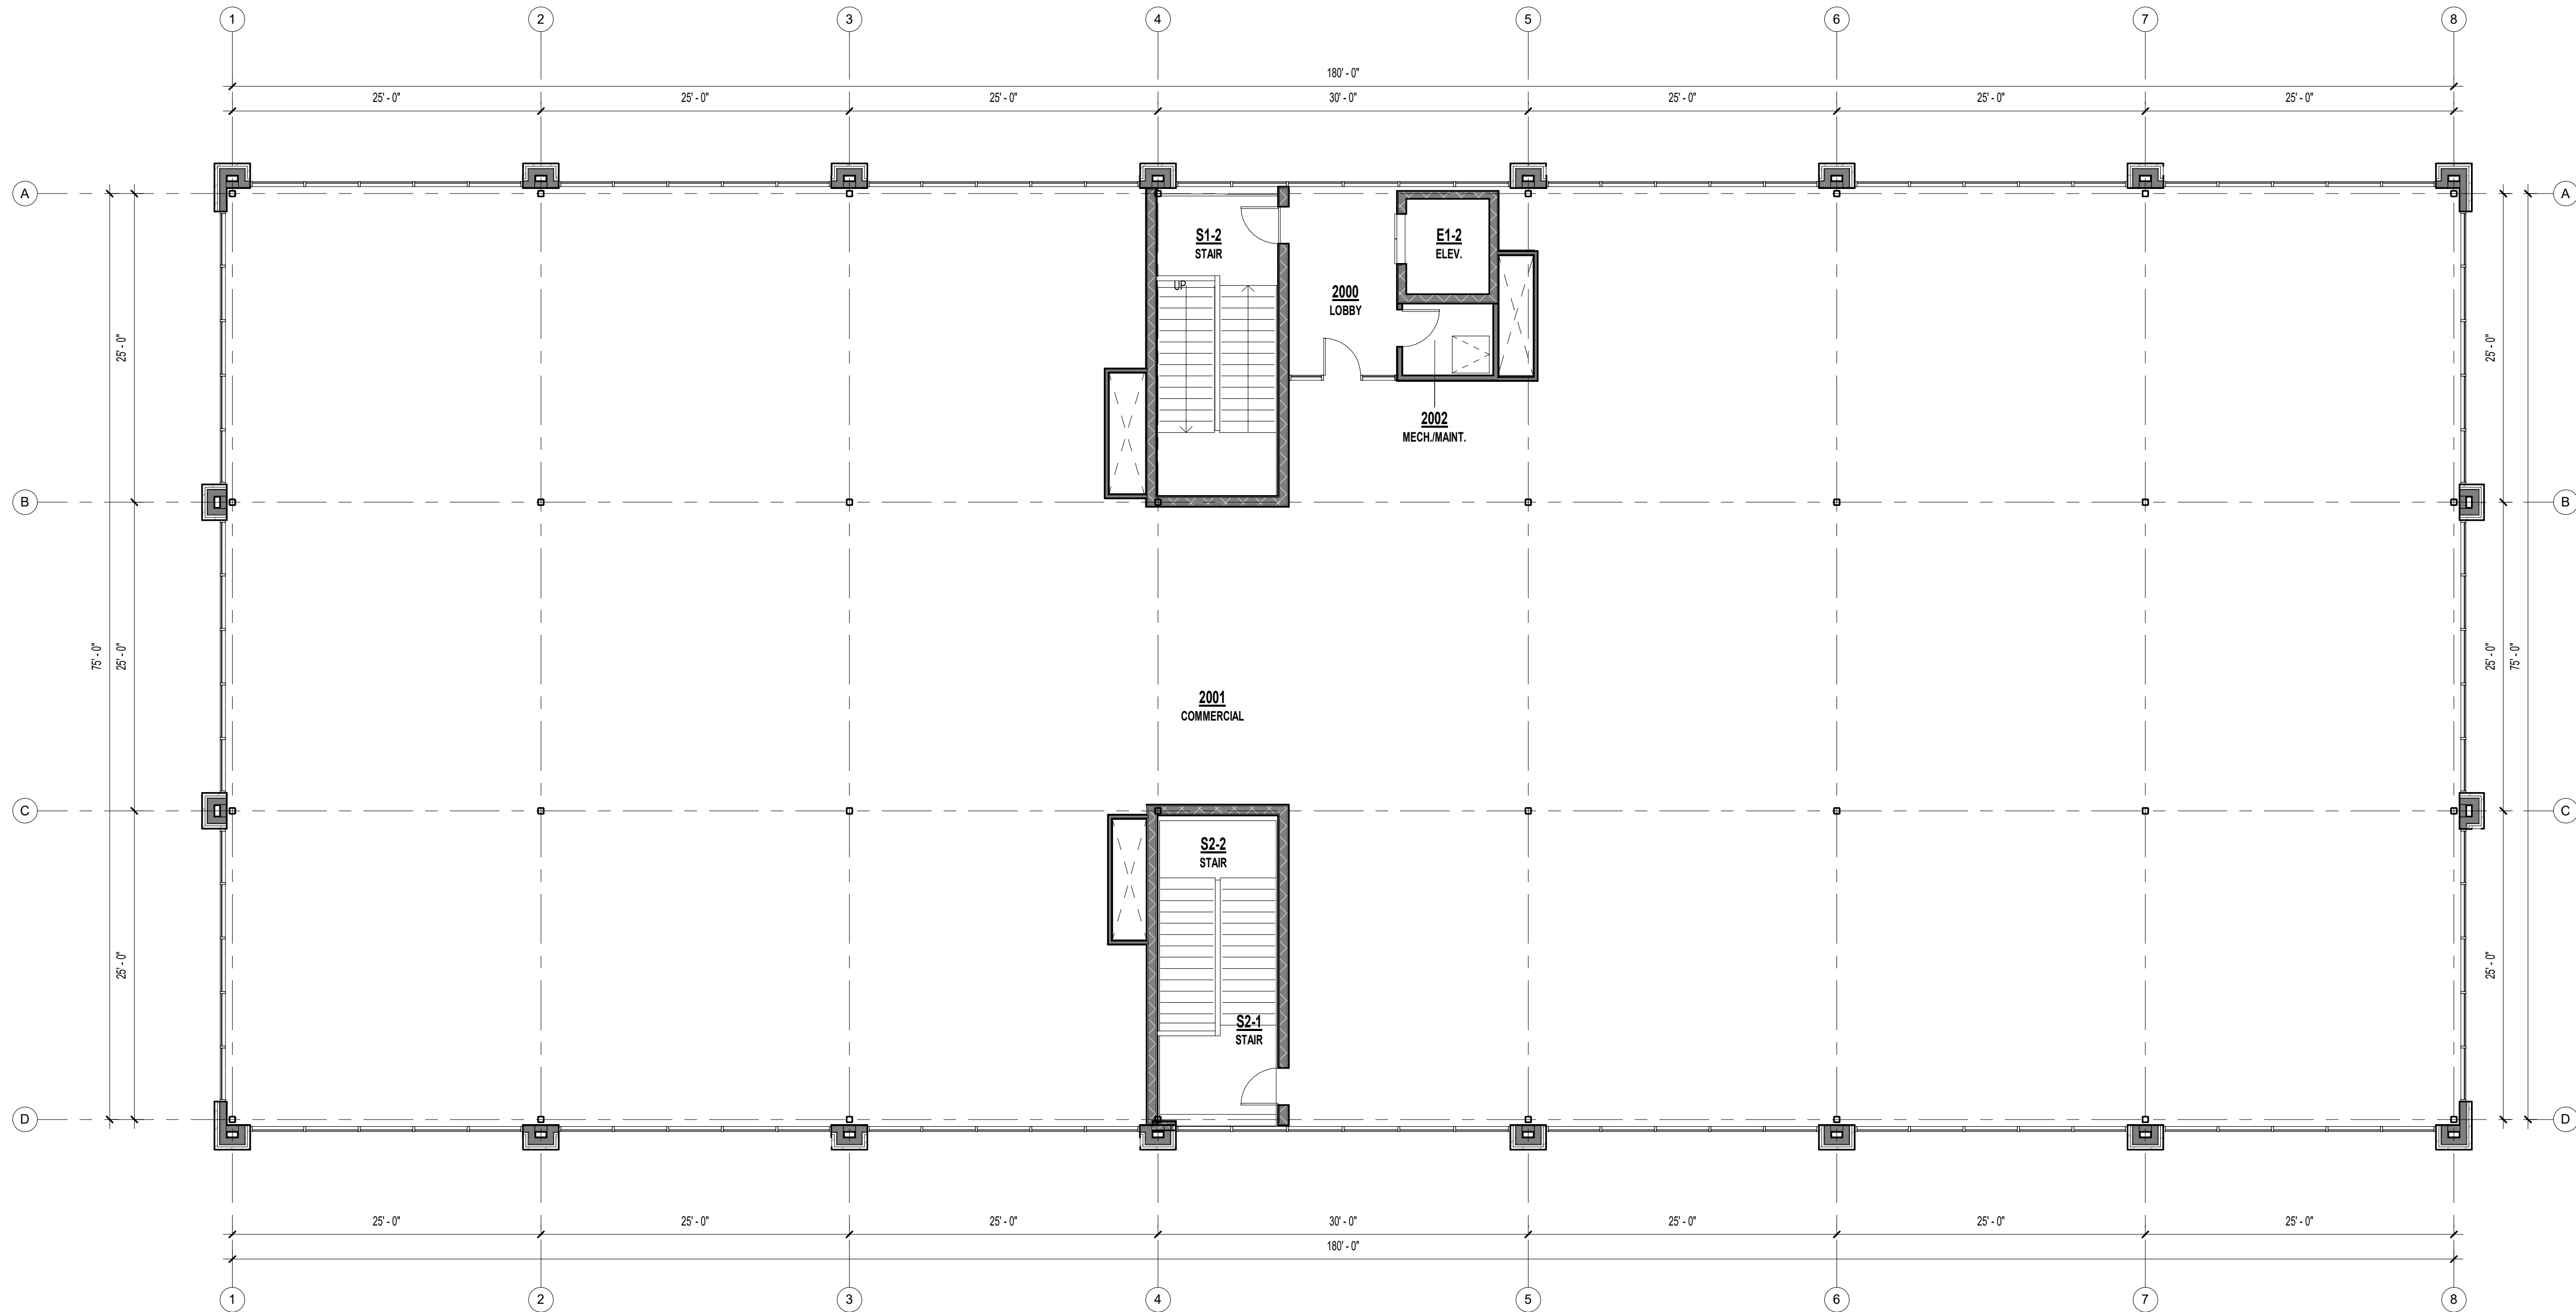 1 2 3 4 5 6 7 8
180' - 0"
25' - 0" 25' - 0" 25' - 0" 30' - 0" 25' - 0" 25' - 0" 25' - 0"
A A
S1-2
STAIR
E1-2
ELEV.
UP
2000
LOBBY
25' - 0" 25' - 0"
2002
MECH./MAINT.
B B
75' - 0" 25' - 0" 25' - 0" 75' - 0"
2001
COMMERCIAL
C C
S2-2
STAIR
25' - 0" 25' - 0"
S2-1
STAIR
D D
25' - 0" 25' - 0" 25' - 0" 30' - 0" 25' - 0" 25' - 0" 25' - 0"
180' - 0"
1 2 3 4 5 6 7 8